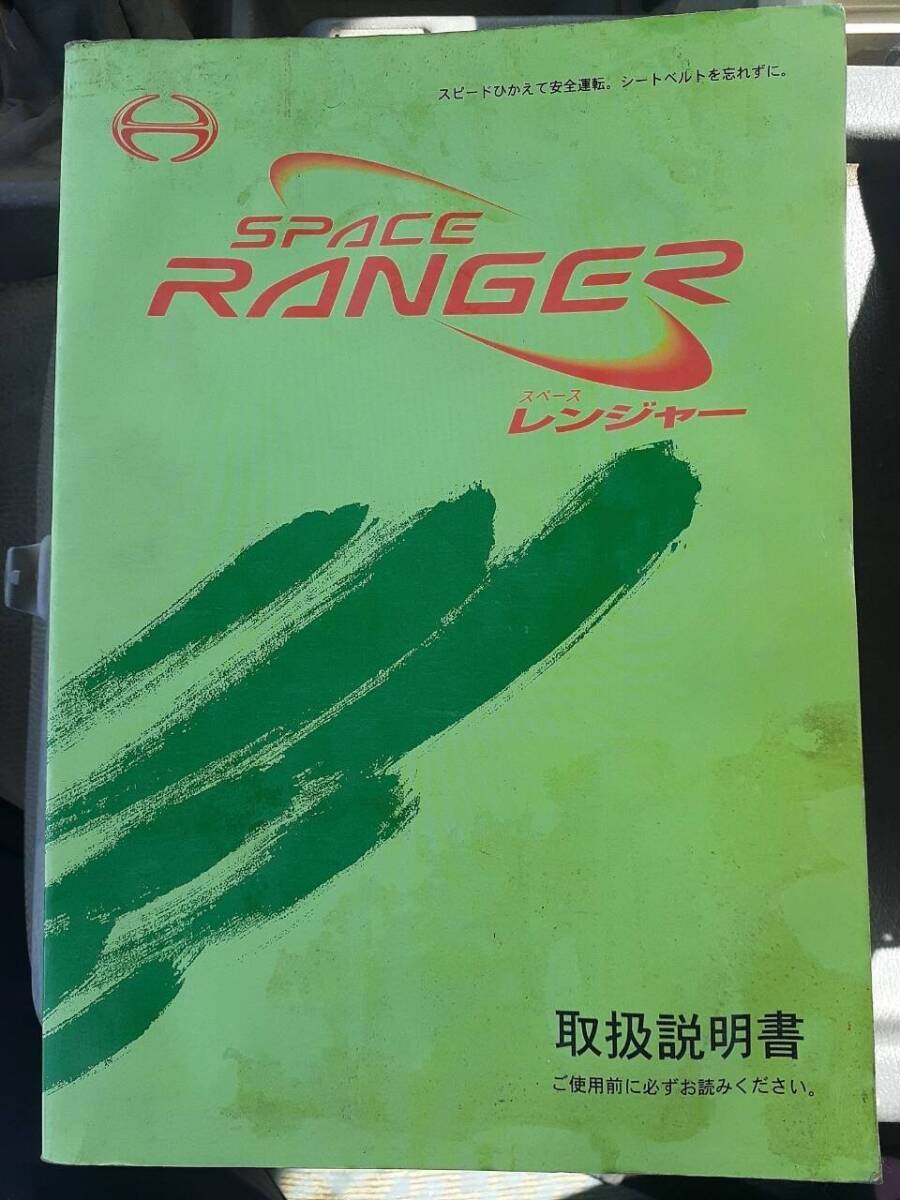 スピードひかえて安全運転。シートベルトを忘れずに。
SPACE
RANGER
スペース
レンジャー
取扱説明書
ご使用前に必ずお読みください。